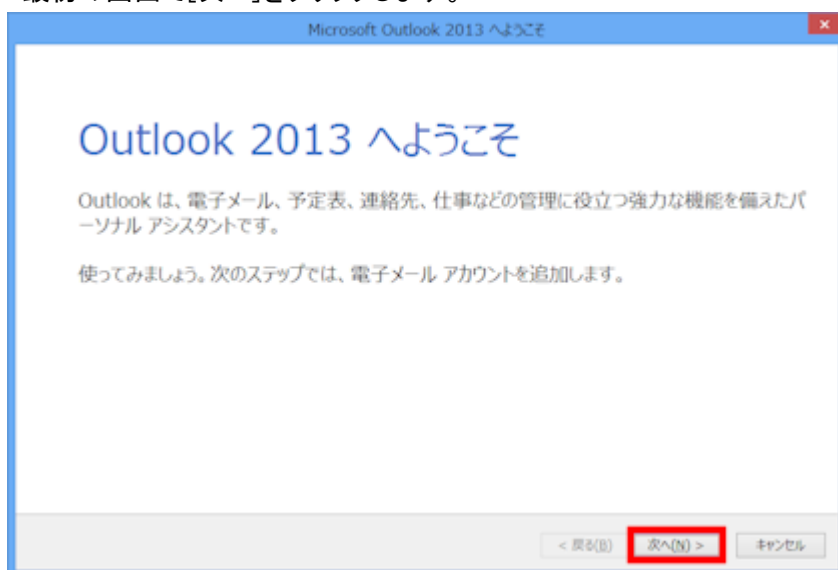 Microsoft Outlook 2013 へようこそ
Outlook 2013 へようこそ
Outlook は、電子メール、予定表、連絡先、仕事などの管理に役立つ強力な機能を備えたパ
ーソナル アシスタントです。
使ってみましょう。次のステップでは、電子メール アカウントを追加します。
< 戻る(B) 次へ(N) > キャンセル